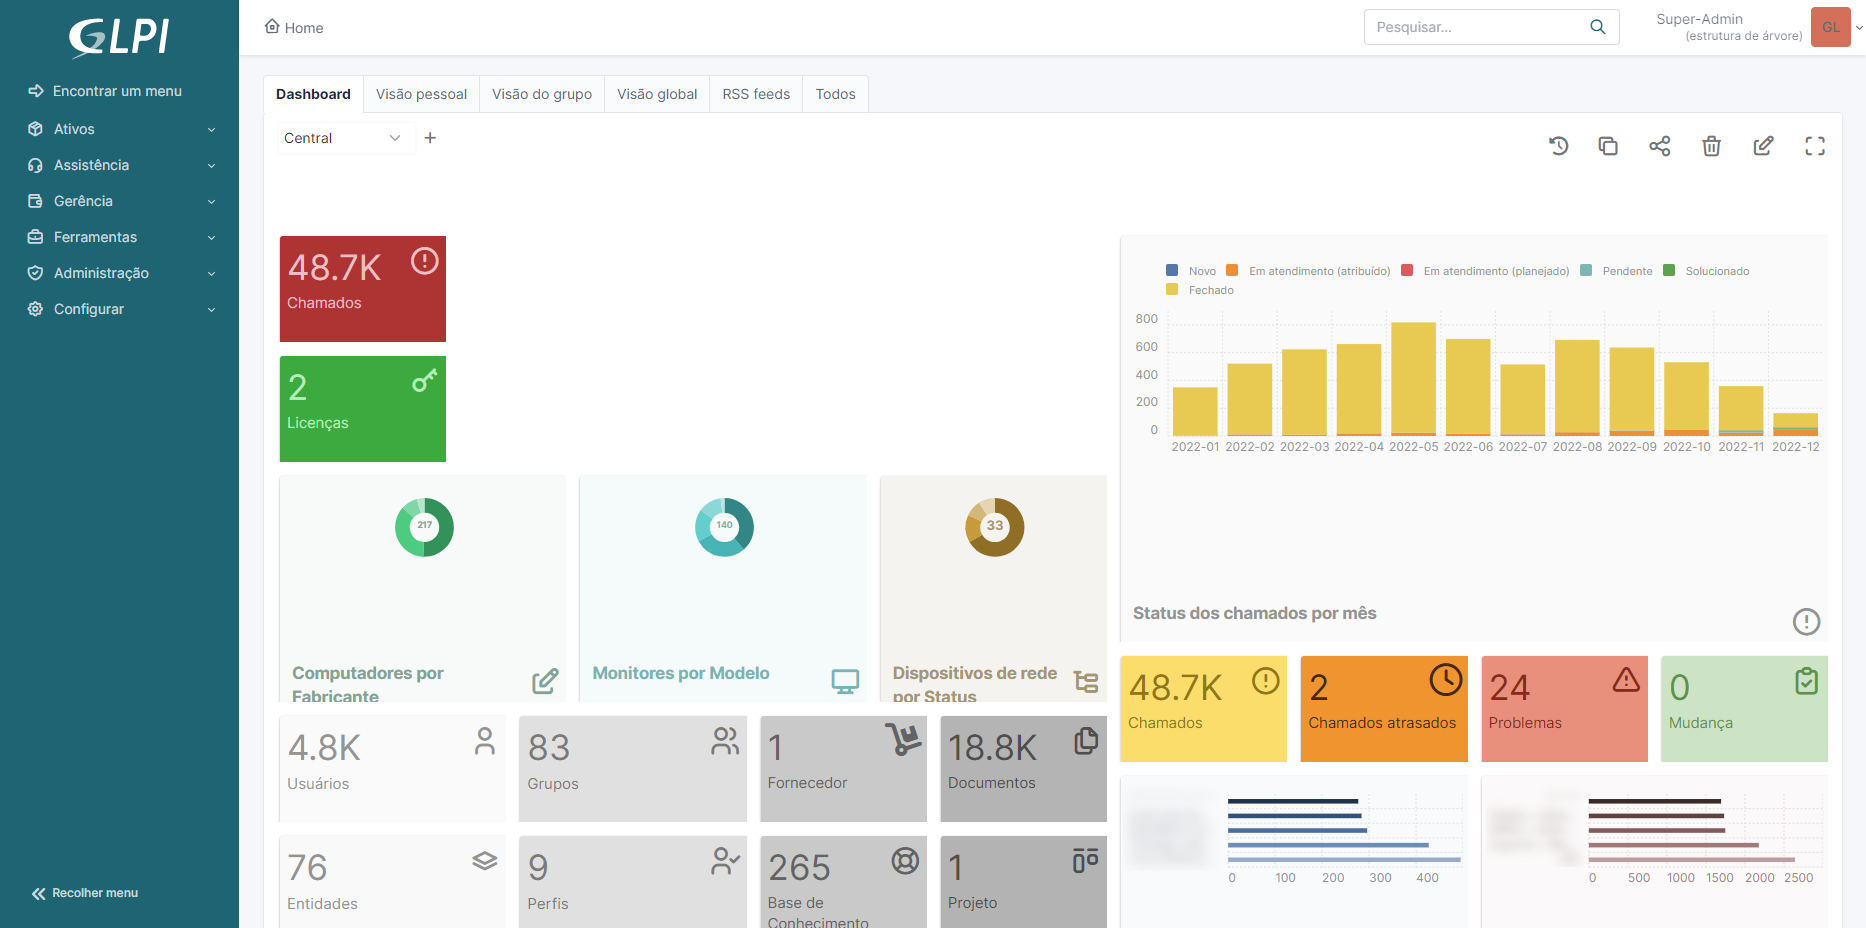 GLPI
Encontrar um menu
Ativos
Assistência
Gerência
Ferramentas
Administração
Configurar
Recolher menu
Home
Pesquisar...
Super-Admin
(estrutura de árvore)
GL
Dashboard
Visão pessoal
Visão do grupo
Visão global
RSS feeds
Todos
Central
48.7K
Chamados
2
Licenças
217
Computadores por
Fabricante
140
Monitores por Modelo
33
Dispositivos de rede
por Status
4.8K
Usuários
83
Grupos
1
Fornecedor
18.8K
Documentos
76
Entidades
9
Perfis
265
Base de
Conhecimento
1
Projeto
Novo
Em atendimento (atribuído)
Em atendimento (planejado)
Pendente
Solucionado
Fechado
800
600
400
200
0
2022-01 2022-02 2022-03 2022-04 2022-05 2022-06 2022-07 2022-08 2022-09 2022-10 2022-11 2022-12
Status dos chamados por mês
48.7K
Chamados
2
Chamados atrasados
24
Problemas
0
Mudança
0 100 200 300 400
0 500 1000 1500 2000 2500